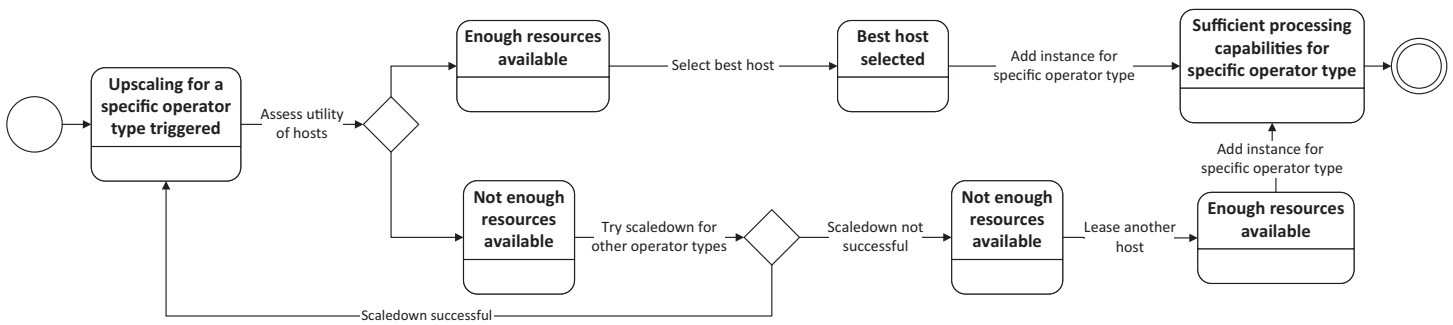 Upscaling for a
specific operator
type triggered
Assess utility
of hosts
Enough resources
available
Select best host
Best host
selected
Add instance for
specific operator type
Sufficient processing
capabilities for
specific operator type
Not enough
resources
available
Try scaledown for
other operator types
Scaledown not
successful
Not enough
resources
available
Lease another
host
Enough resources
available
Add instance for
specific operator type
Scaledown successful